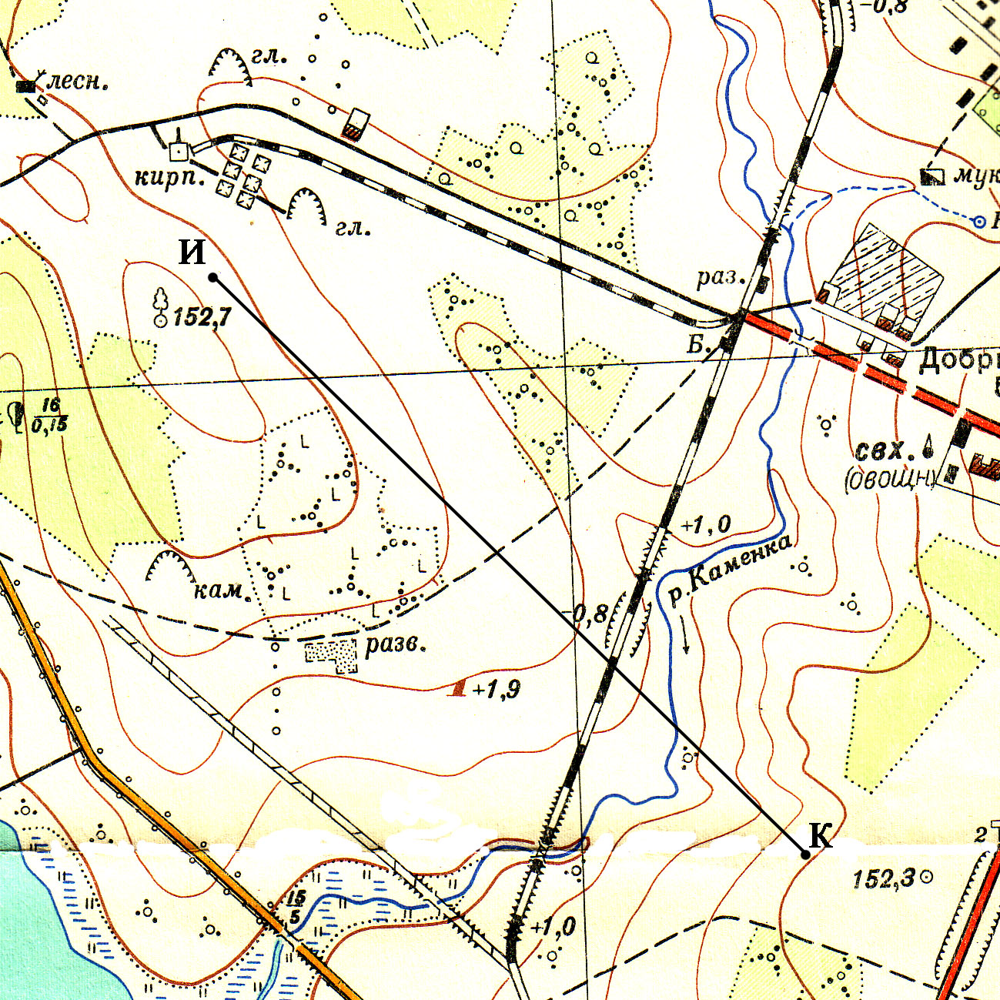 -0,8
гл.
лесн.
кирп.
мук
гл.
И
раз.
152,7
Б.
Добр
16
0,15
свх.
(овощн)
+1,0
р. Каменка
кам.
-0,8
разв.
+1,9
К
2
152,3
15
5
+1,0